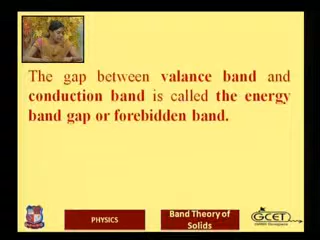 The gap between valance band and
conduction band is called the energy
band gap or forebidden band.
PHYSICS
Band Theory of
Solids
GCET